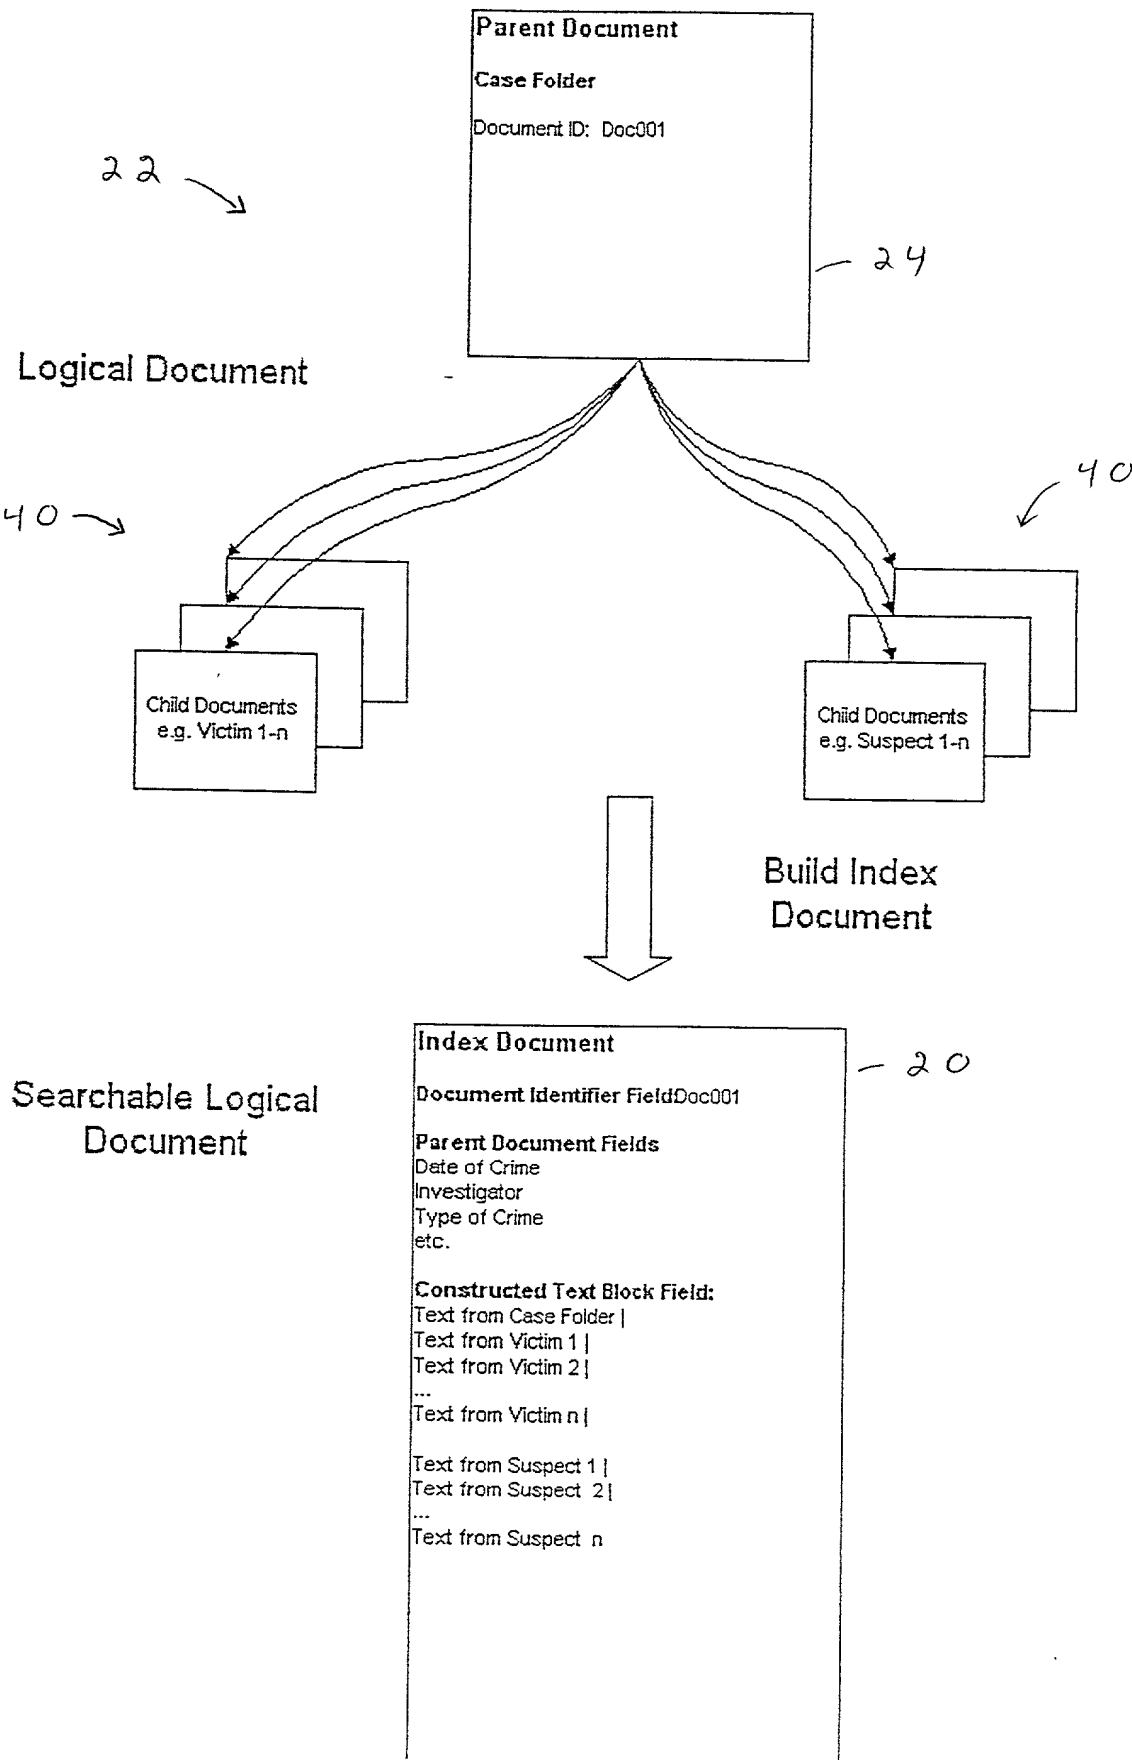 Parent Document
Case Folder
Document ID: Doc001
22
24
Logical Document
40
40
Child Documents
e.g. Victim 1-n
Child Documents
e.g. Suspect 1-n
Build Index
Document
Index Document
20
Document Identifier Field:Doc001
Searchable Logical
Document
Parent Document Fields
Date of Crime
Investigator
Type of Crime
etc.
Constructed Text Block Field:
Text from Case Folder |
Text from Victim 1 |
Text from Victim 2 |
...
Text from Victim n |
Text from Suspect 1 |
Text from Suspect 2 |
...
Text from Suspect n